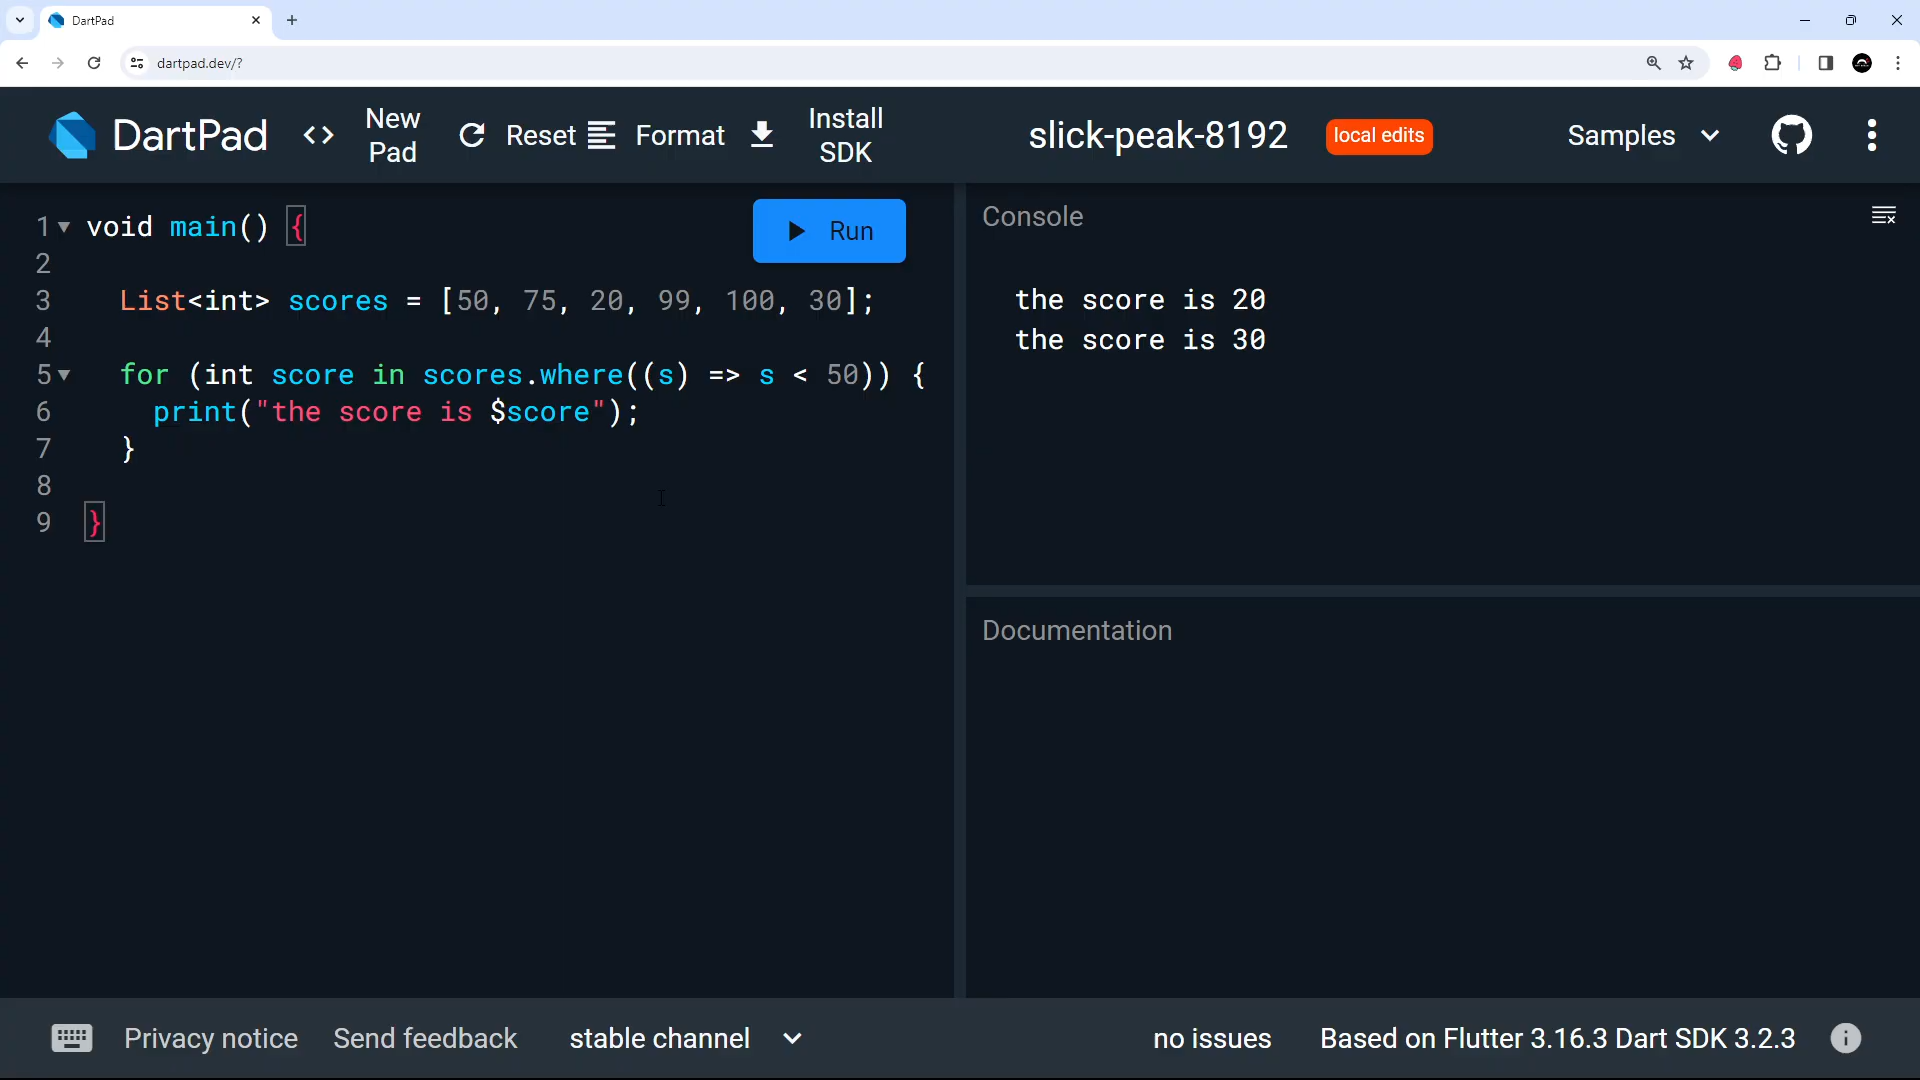 DartPad
dartpad.dev/?
DartPad
New Pad
Reset
Format
Install SDK
slick-peak-8192
local edits
Samples
1 void main() {
2
3   List<int> scores = [50, 75, 20, 99, 100, 30];
4
5   for (int score in scores.where((s) => s < 50)) {
6     print("the score is $score");
7   }
8
9 }
Run
Console
the score is 20
the score is 30
Documentation
Privacy notice
Send feedback
stable channel
no issues
Based on Flutter 3.16.3 Dart SDK 3.2.3